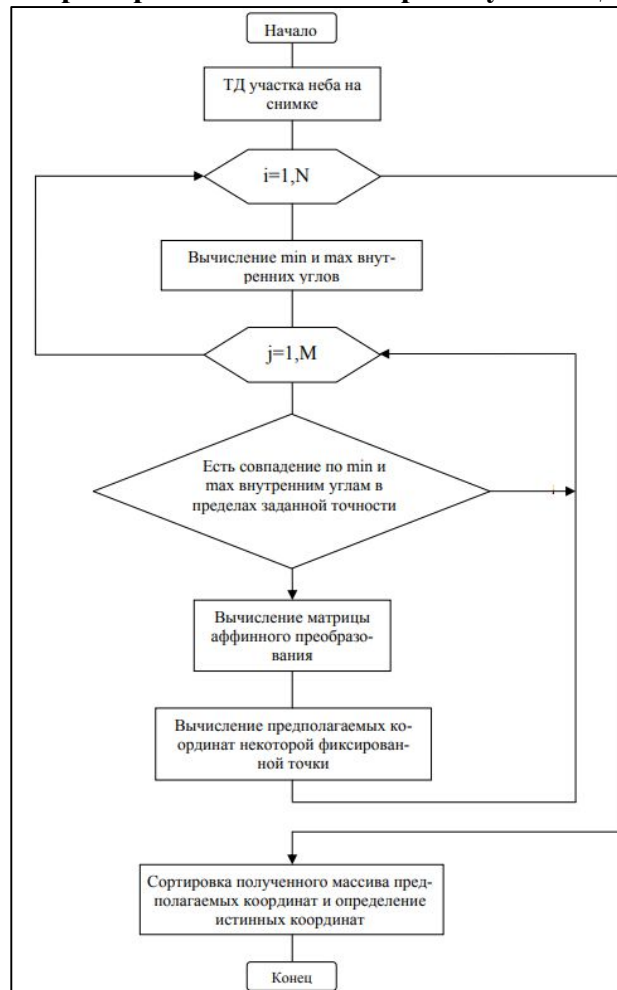 Начало
ТД участка неба на
снимке
i=1,N
Вычисление min и max внут-
ренних углов
j=1,M
Есть совпадение по min и
max внутренним углам в
пределах заданной точности
Вычисление матрицы
аффинного преобразо-
вания
Вычисление предполагаемых ко-
ординат некоторой фиксирован-
ной точки
Сортировка полученного массива пред-
полагаемых координат и определение
истинных координат
Конец